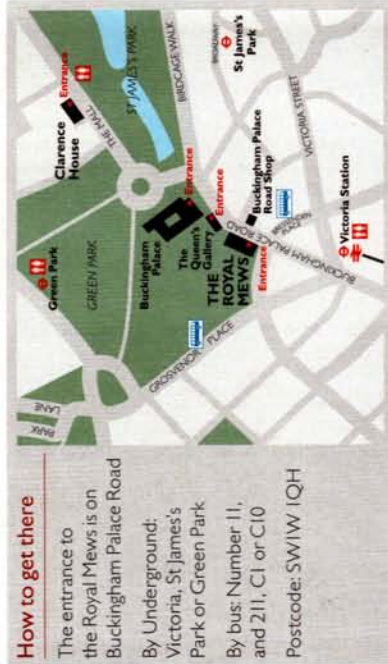 How to get there
The entrance to
the Royal Mews is on
Buckingham Palace Road
By Underground:
Victoria, St James's
Park or Green Park
By bus: Number 11,
and 211, C1 or C10
Postcode: SW1W 1QH
PARK
LANE
Green Park
GREEN PARK
Clarence
House
Entrance
THE MALL
ST JAMES'S PARK
BIRDCAGE WALK
Buckingham
Palace
Entrance
The
Queen's
Gallery
Entrance
THE
ROYAL
MEWS
Entrance
Buckingham Palace
Road Shop
GROSVENOR PLACE
BUCKINGHAM PALACE ROAD
BRESSENDEN
PLACE
VICTORIA STREET
BROADWAY
St James's
Park
Victoria Station